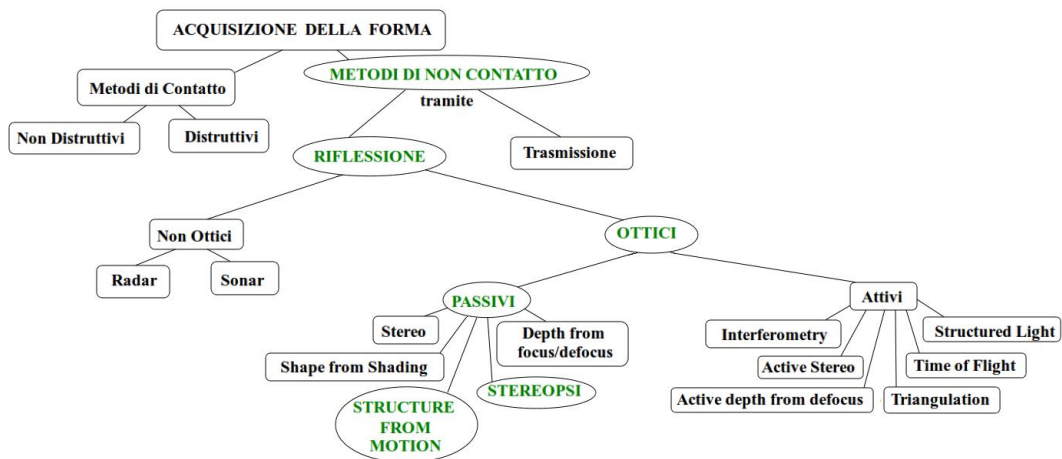 ACQUISIZIONE DELLA FORMA
METODI DI NON CONTATTO
tramite
Metodi di Contatto
Non Distruttivi
Distruttivi
RIFLESSIONE
Trasmissione
Non Ottici
OTTICI
Radar
Sonar
PASSIVI
Attivi
Stereo
Depth from
focus/defocus
Shape from Shading
STEREOPSI
STRUCTURE
FROM
MOTION
Interferometry
Structured Light
Active Stereo
Time of Flight
Active depth from defocus
Triangulation